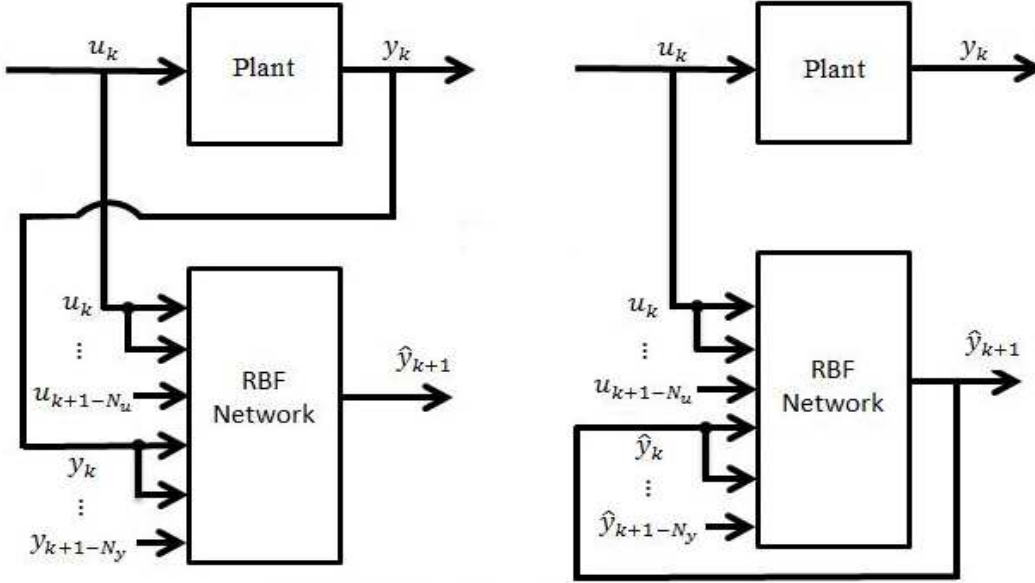 u_k
Plant
y_k
u_k
⋮
u_{k+1-N_u}
y_k
⋮
y_{k+1-N_y}
RBF
Network
ŷ_{k+1}
u_k
Plant
y_k
u_k
⋮
u_{k+1-N_u}
ŷ_k
⋮
ŷ_{k+1-N_y}
RBF
Network
ŷ_{k+1}